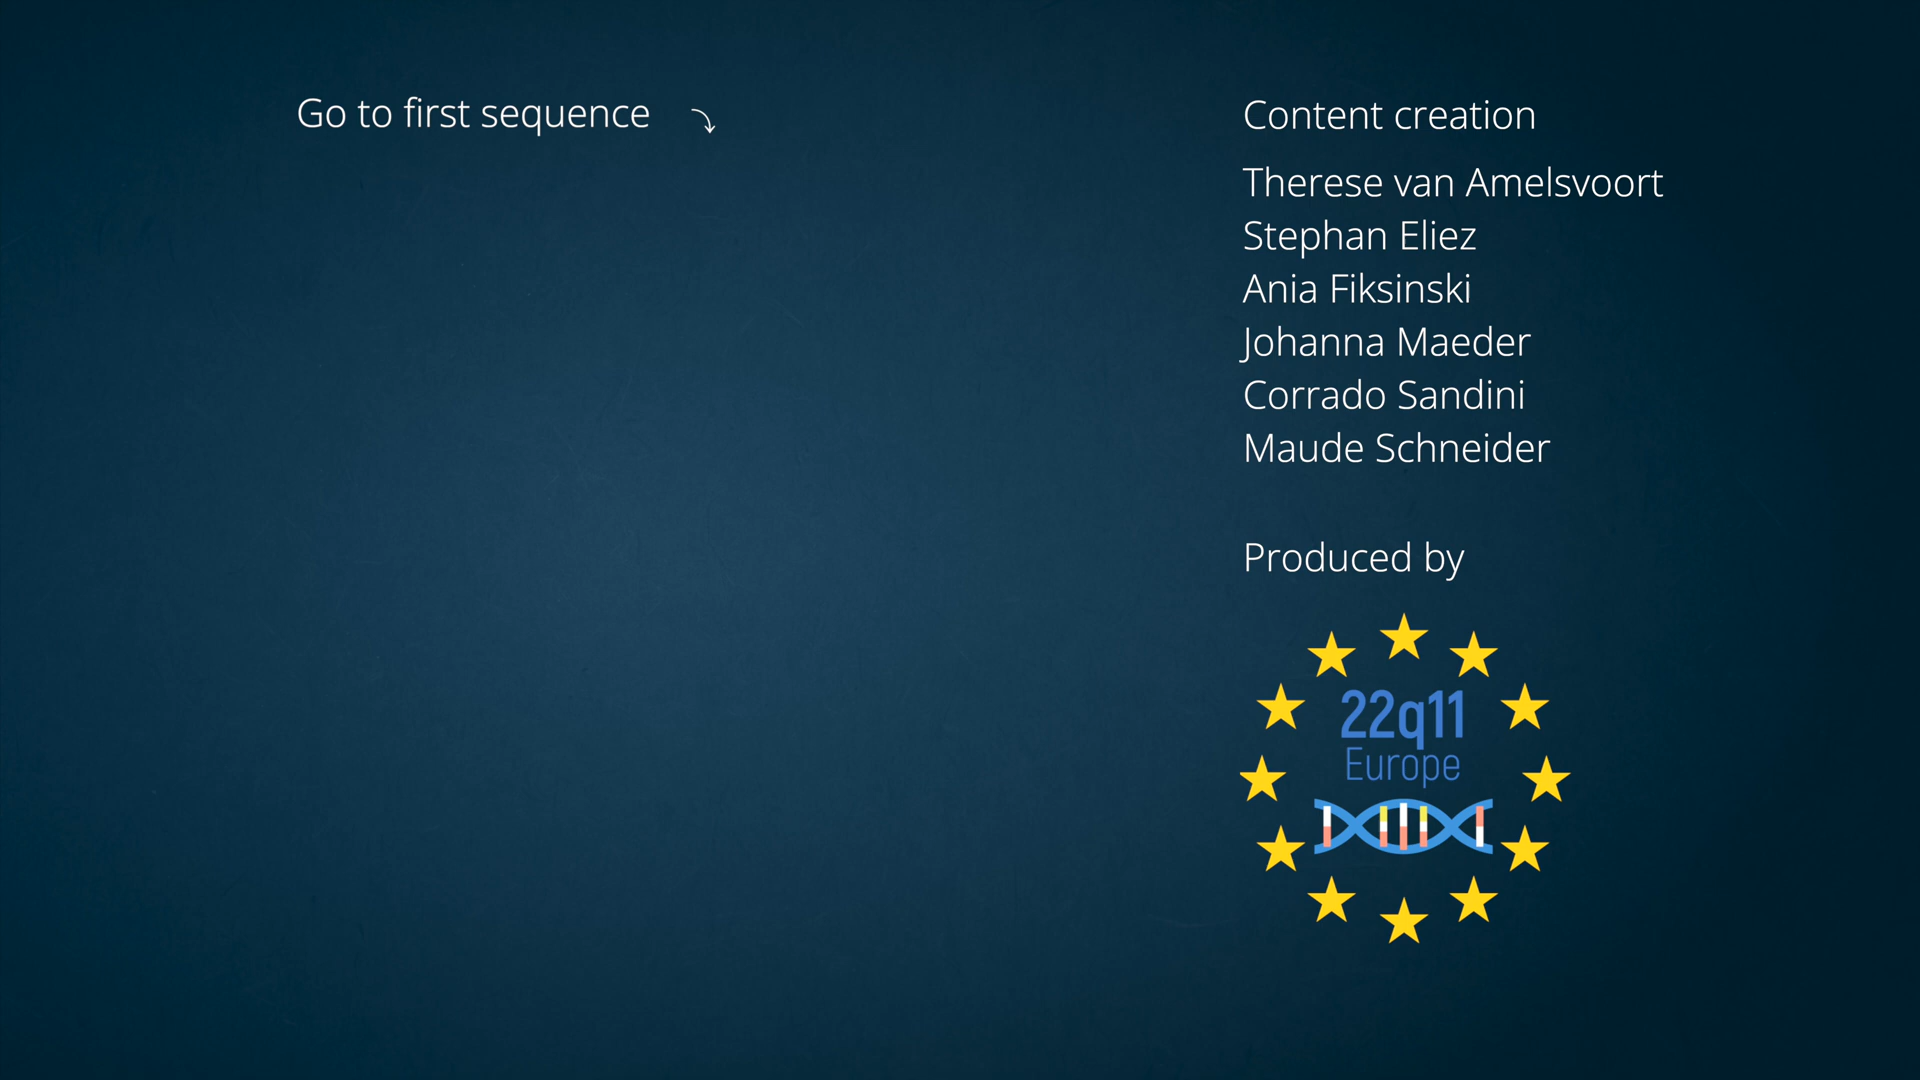 Go to first sequence
Content creation
Therese van Amelsvoort
Stephan Eliez
Ania Fiksinski
Johanna Maeder
Corrado Sandini
Maude Schneider
Produced by
22q11
Europe